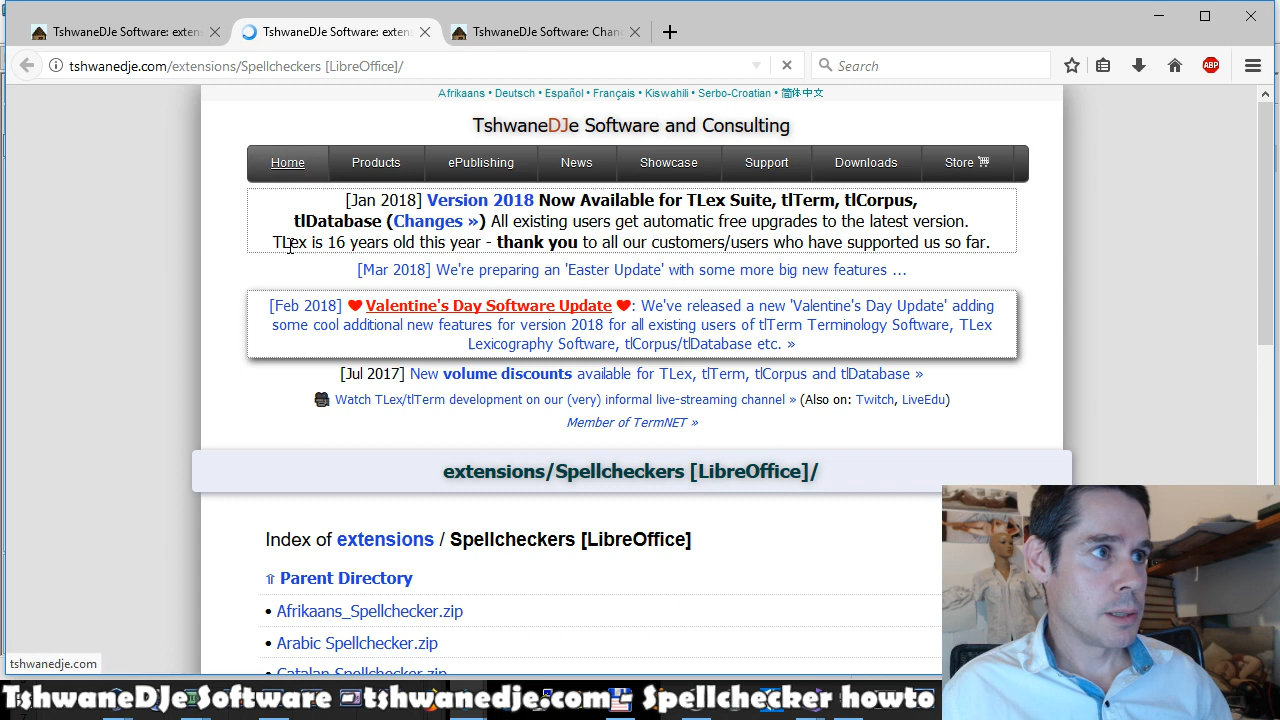 TshwaneDJe Software: exten
TshwaneDJe Software: exten
TshwaneDJe Software: Chan
tshwanedje.com/extensions/Spellcheckers [LibreOffice]/
Search
ABP
Afrikaans • Deutsch • Español • Français • Kiswahili • Serbo-Croatian • 简体中文
TshwaneDJe Software and Consulting
Home
Products
ePublishing
News
Showcase
Support
Downloads
Store
[Jan 2018] Version 2018 Now Available for TLex Suite, tlTerm, tlCorpus,
tlDatabase (Changes ») All existing users get automatic free upgrades to the latest version.
TLex is 16 years old this year - thank you to all our customers/users who have supported us so far.
[Mar 2018] We're preparing an 'Easter Update' with some more big new features ...
[Feb 2018] ♥ Valentine's Day Software Update ♥: We've released a new 'Valentine's Day Update' adding
some cool additional new features for version 2018 for all existing users of tlTerm Terminology Software, TLex
Lexicography Software, tlCorpus/tlDatabase etc. »
[Jul 2017] New volume discounts available for TLex, tlTerm, tlCorpus and tlDatabase »
Watch TLex/tlTerm development on our (very) informal live-streaming channel » (Also on: Twitch, LiveEdu)
Member of TermNET »
extensions/Spellcheckers [LibreOffice]/
Index of extensions / Spellcheckers [LibreOffice]
⇧ Parent Directory
• Afrikaans_Spellchecker.zip
• Arabic Spellchecker.zip
• Catalan Spellchecker.zip
tshwanedje.com
TshwaneDJe Software tshwanedje.com Spellchecker howto